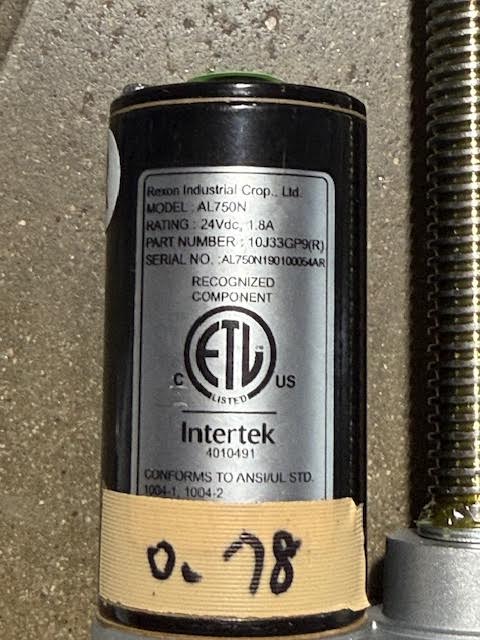 Rexon Industrial Crop., Ltd.
MODEL : AL750N
RATING : 24Vdc, 1.8A
PART NUMBER : 10J33GP9(R)
SERIAL NO. :AL750N190100054AR
RECOGNIZED
COMPONENT
ETL
C US
LISTED
Intertek
4010491
CONFORMS TO ANSI/UL STD.
1004-1, 1004-2
0.78